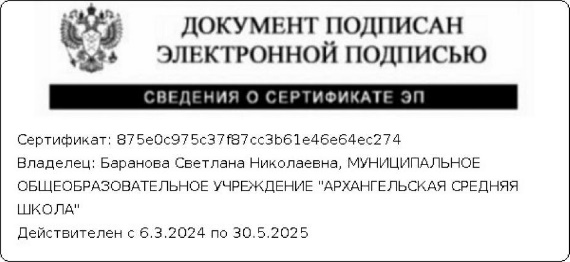 ДОКУМЕНТ ПОДПИСАН
ЭЛЕКТРОННОЙ ПОДПИСЬЮ
СВЕДЕНИЯ О СЕРТИФИКАТЕ ЭП
Сертификат: 875e0c975c37f87cc3b61e46e64ec274
Владелец: Баранова Светлана Николаевна, МУНИЦИПАЛЬНОЕ
ОБЩЕОБРАЗОВАТЕЛЬНОЕ УЧРЕЖДЕНИЕ "АРХАНГЕЛЬСКАЯ СРЕДНЯЯ
ШКОЛА"
Действителен с 6.3.2024 по 30.5.2025